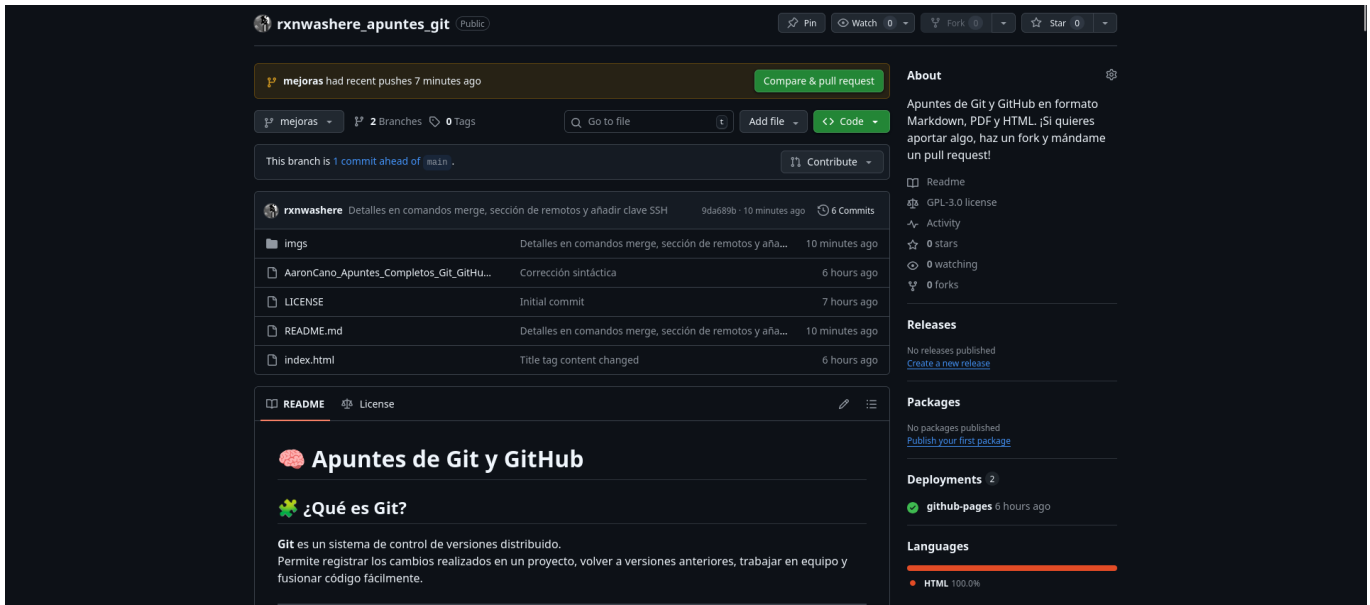 rxnwashere_apuntes_git Public
Pin
Watch 0
Fork 0
Star 0
mejoras had recent pushes 7 minutes ago
Compare & pull request
mejoras
2 Branches
0 Tags
Go to file
t
Add file
<> Code
This branch is 1 commit ahead of main .
Contribute
rxnwashere Detalles en comandos merge, sección de remotos y añadir clave SSH 9da689b · 10 minutes ago 6 Commits
imgs Detalles en comandos merge, sección de remotos y aña... 10 minutes ago
AaronCano_Apuntes_Completos_Git_GitHu... Corrección sintáctica 6 hours ago
LICENSE Initial commit 7 hours ago
README.md Detalles en comandos merge, sección de remotos y aña... 10 minutes ago
index.html Title tag content changed 6 hours ago
README
License
Apuntes de Git y GitHub
¿Qué es Git?
Git es un sistema de control de versiones distribuido.
Permite registrar los cambios realizados en un proyecto, volver a versiones anteriores, trabajar en equipo y
fusionar código fácilmente.
About
Apuntes de Git y GitHub en formato
Markdown, PDF y HTML. ¡Si quieres
aportar algo, haz un fork y mándame
un pull request!
Readme
GPL-3.0 license
Activity
0 stars
0 watching
0 forks
Releases
No releases published
Create a new release
Packages
No packages published
Publish your first package
Deployments 2
github-pages 6 hours ago
Languages
HTML 100.0%